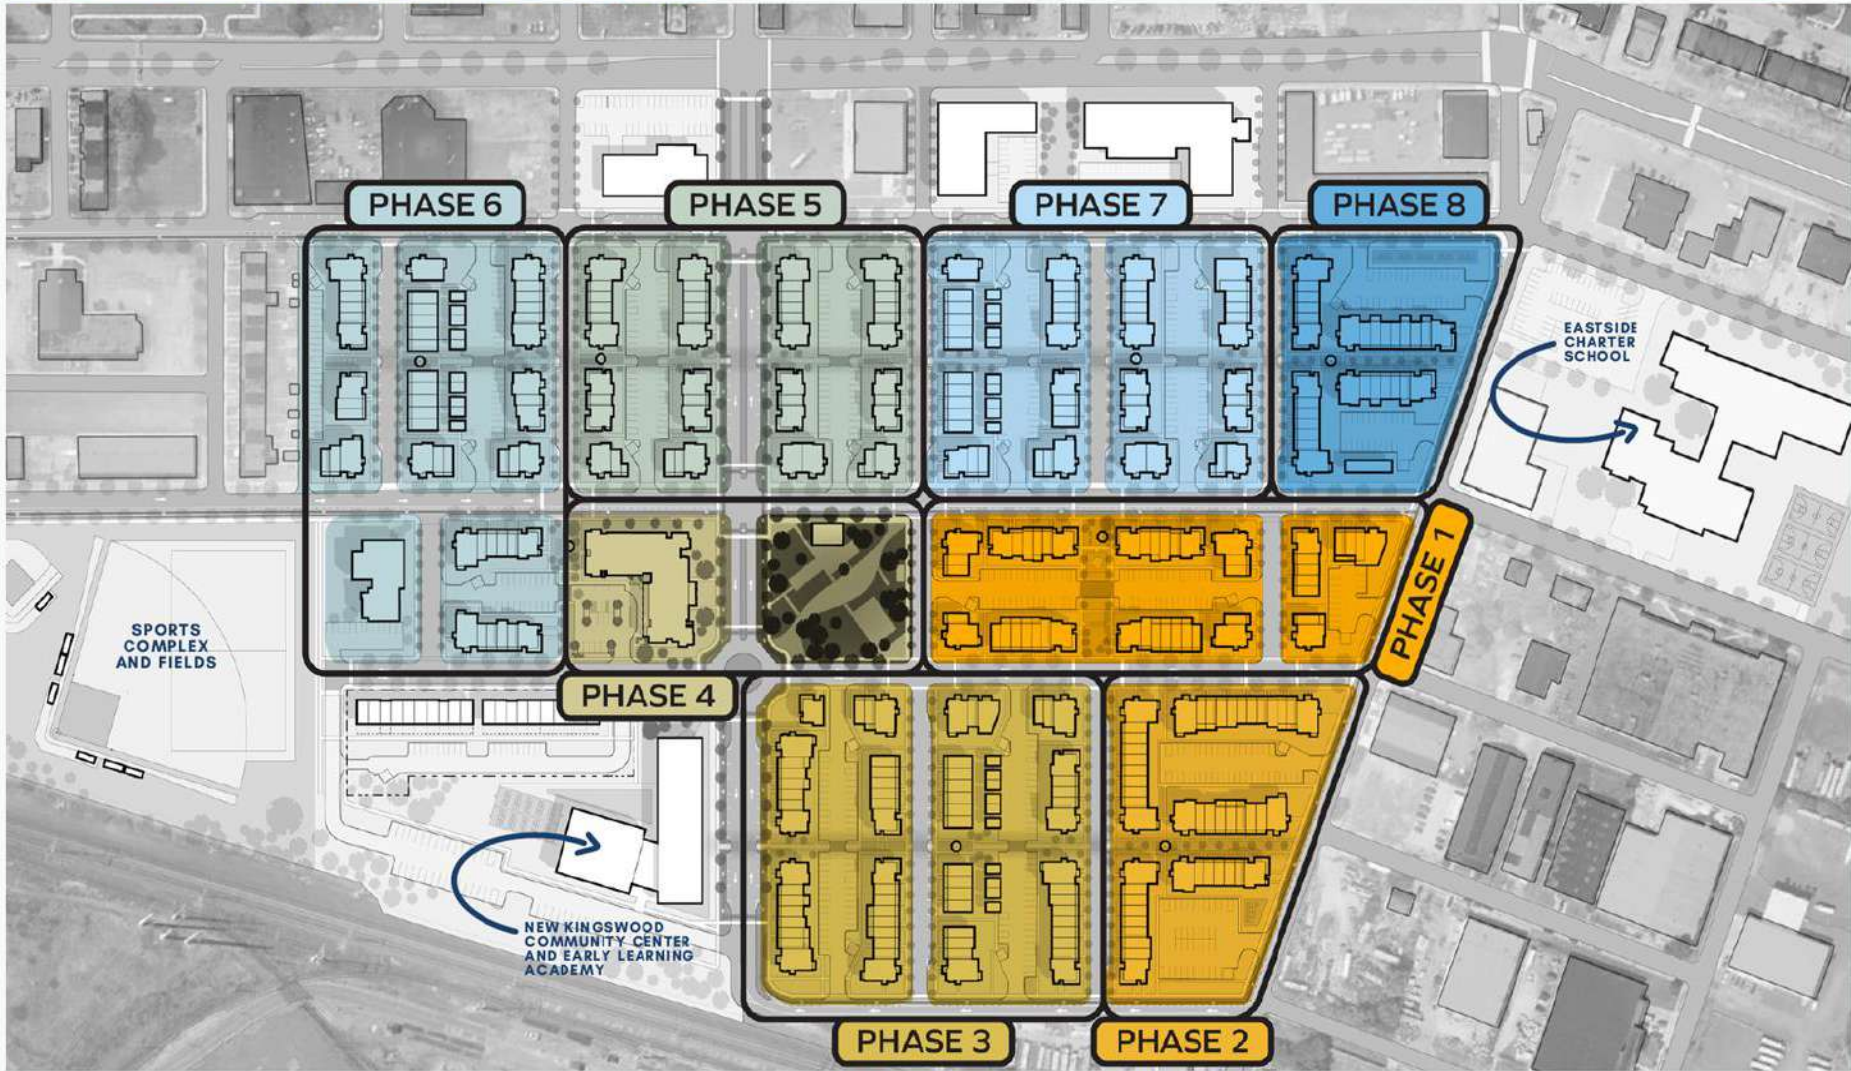 PHASE 6
PHASE 5
PHASE 7
PHASE 8
EASTSIDE
CHARTER
SCHOOL
PHASE 1
SPORTS
COMPLEX
AND FIELDS
PHASE 4
NEW KINGSWOOD
COMMUNITY CENTER
AND EARLY LEARNING
ACADEMY
PHASE 3
PHASE 2